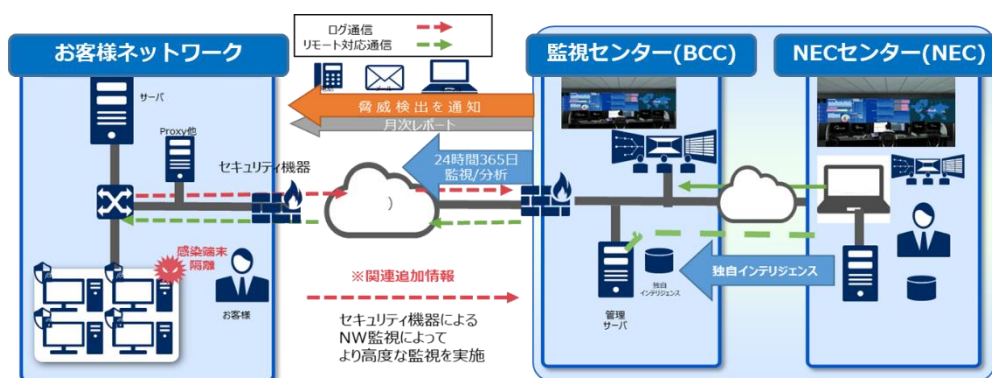 ログ通信
リモート対応通信
お客様ネットワーク
監視センター(BCC)
NECセンター(NEC)
サーバ
Proxy他
セキュリティ機器
脅威検出を通知
月次レポート
24時間365日
監視/分析
)
感染端末
隔離
お客様
※関連追加情報
セキュリティ機器による
NW監視によって
より高度な監視を実施
管理
サーバ
独自
インテリジェンス
独自インテリジェンス